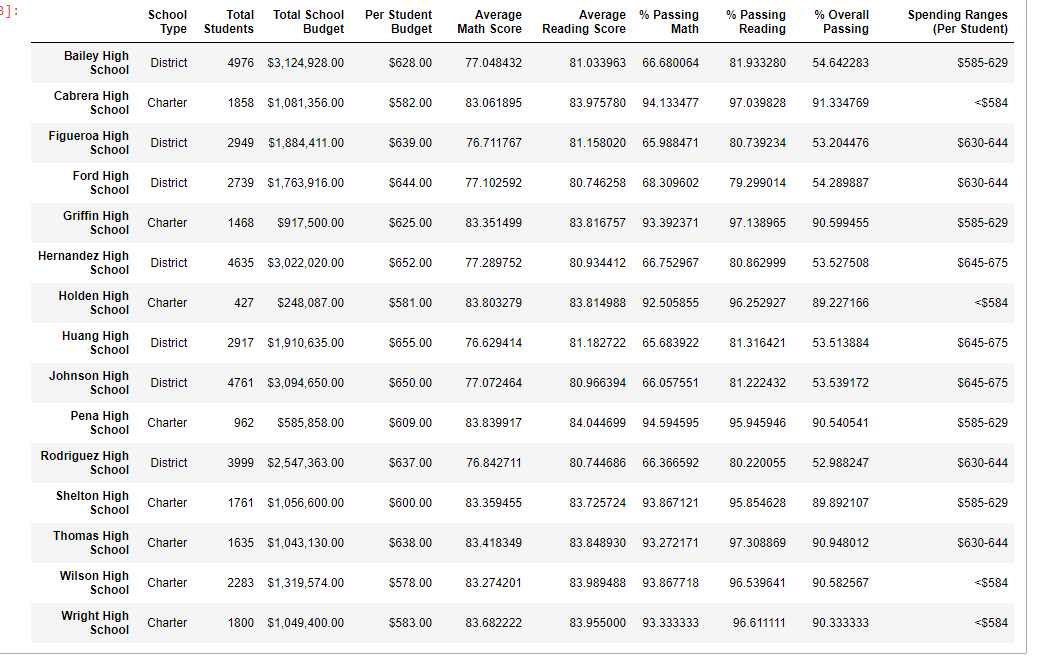 3]:
School Total Total School Per Student Average Average % Passing % Passing % Overall Spending Ranges
Type Students Budget Budget Math Score Reading Score Math Reading Passing (Per Student)
Bailey High
School District 4976 $3,124,928.00 $628.00 77.048432 81.033963 66.680064 81.933280 54.642283 $585-629
Cabrera High
School Charter 1858 $1,081,356.00 $582.00 83.061895 83.975780 94.133477 97.039828 91.334769 <$584
Figueroa High
School District 2949 $1,884,411.00 $639.00 76.711767 81.158020 65.988471 80.739234 53.204476 $630-644
Ford High
School District 2739 $1,763,916.00 $644.00 77.102592 80.746258 68.309602 79.299014 54.289887 $630-644
Griffin High
School Charter 1468 $917,500.00 $625.00 83.351499 83.816757 93.392371 97.138965 90.599455 $585-629
Hernandez High
School District 4635 $3,022,020.00 $652.00 77.289752 80.934412 66.752967 80.862999 53.527508 $645-675
Holden High
School Charter 427 $248,087.00 $581.00 83.803279 83.814988 92.505855 96.252927 89.227166 <$584
Huang High
School District 2917 $1,910,635.00 $655.00 76.629414 81.182722 65.683922 81.316421 53.513884 $645-675
Johnson High
School District 4761 $3,094,650.00 $650.00 77.072464 80.966394 66.057551 81.222432 53.539172 $645-675
Pena High
School Charter 962 $585,858.00 $609.00 83.839917 84.044699 94.594595 95.945946 90.540541 $585-629
Rodriguez High
School District 3999 $2,547,363.00 $637.00 76.842711 80.744686 66.366592 80.220055 52.988247 $630-644
Shelton High
School Charter 1761 $1,056,600.00 $600.00 83.359455 83.725724 93.867121 95.854628 89.892107 $585-629
Thomas High
School Charter 1635 $1,043,130.00 $638.00 83.418349 83.848930 93.272171 97.308869 90.948012 $630-644
Wilson High
School Charter 2283 $1,319,574.00 $578.00 83.274201 83.989488 93.867718 96.539641 90.582567 <$584
Wright High
School Charter 1800 $1,049,400.00 $583.00 83.682222 83.955000 93.333333 96.611111 90.333333 <$584